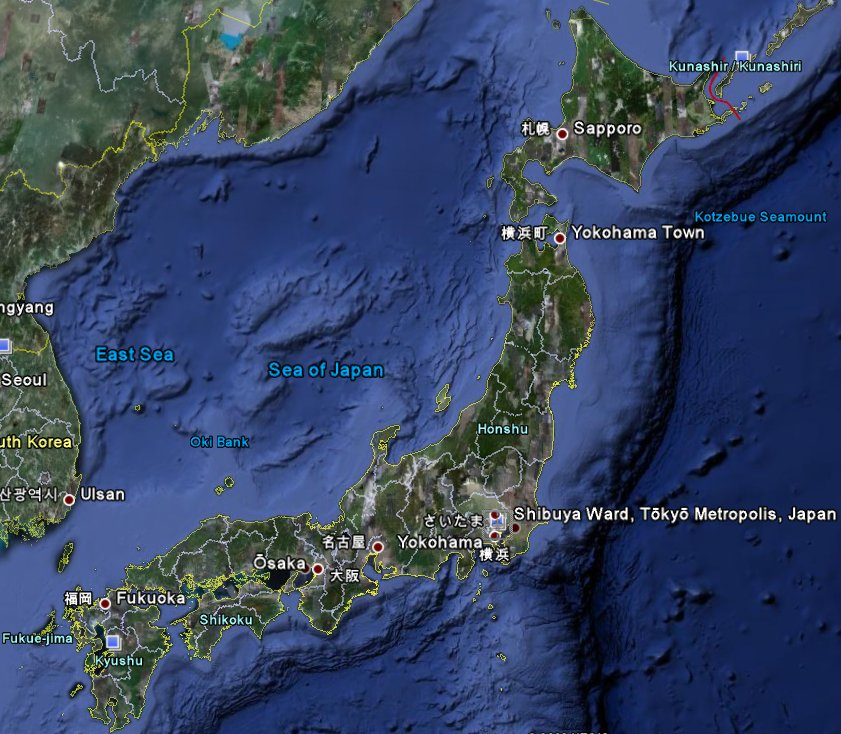 Kunashir / Kunashiri
札幌 Sapporo
Kotzebue Seamount
横浜町 Yokohama Town
ngyang
East Sea
Sea of Japan
Seoul
Honshu
uth Korea
Oki Bank
산광역시 Ulsan
さいたま Shibuya Ward, Tōkyō Metropolis, Japan
名古屋 Yokohama
横浜
Ōsaka
大阪
福岡 Fukuoka
Shikoku
Fukue-jima
Kyushu